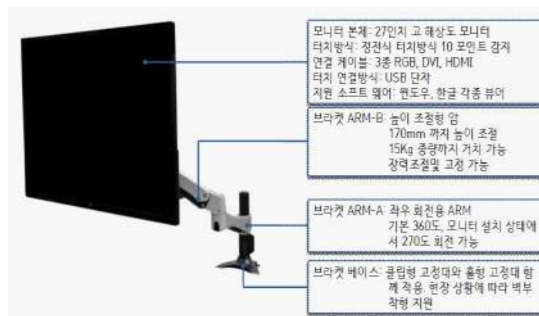 모니터 본체: 27인치 고 해상도 모니터
터치방식: 정전식 터치방식 10 포인트 감지
연결 케이블: 3종 RGB, DVI, HDMI
터치 연결방식: USB 단자
지원 소프트 웨어: 윈도우, 한글 각종 뷰어
브라켓 ARM-B: 높이 조절형 암
170mm 까지 높이 조절
15Kg 중량까지 거치 가능
장력조절및 고정 가능
브라켓 ARM-A: 좌우 회전용 ARM
기본 360도, 모니터 설치 상태에
서 270도 회전 가능
브라켓 베이스: 클립형 고정대와 홀형 고정대 함
께 적용. 현장 상황에 따라 벽부
착형 지원